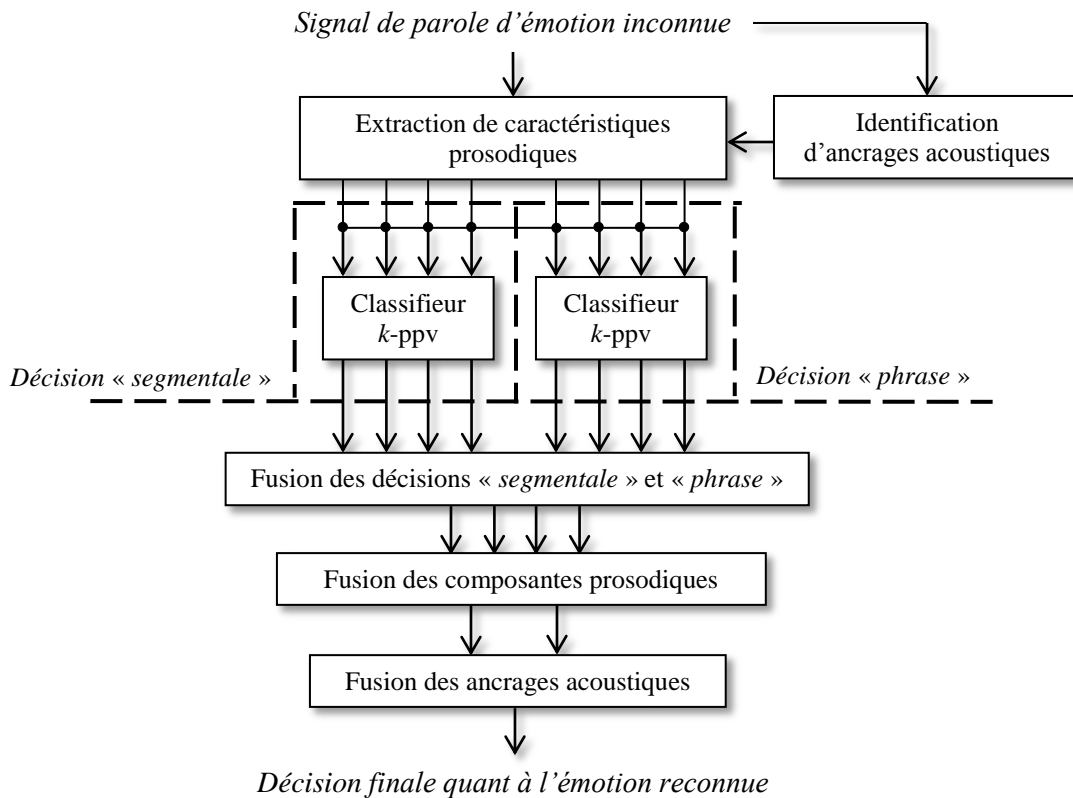 Signal de parole d’émotion inconnue
Extraction de caractéristiques
prosodiques
Identification
d’ancrages acoustiques
Classifieur
k-ppv
Classifieur
k-ppv
Décision « segmentale »
Décision « phrase »
Fusion des décisions « segmentale » et « phrase »
Fusion des composantes prosodiques
Fusion des ancrages acoustiques
Décision finale quant à l’émotion reconnue